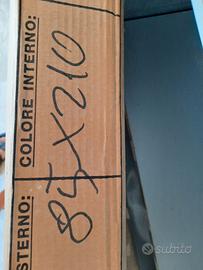 COLORE INTERNO:
85X210
STERNO:
subito